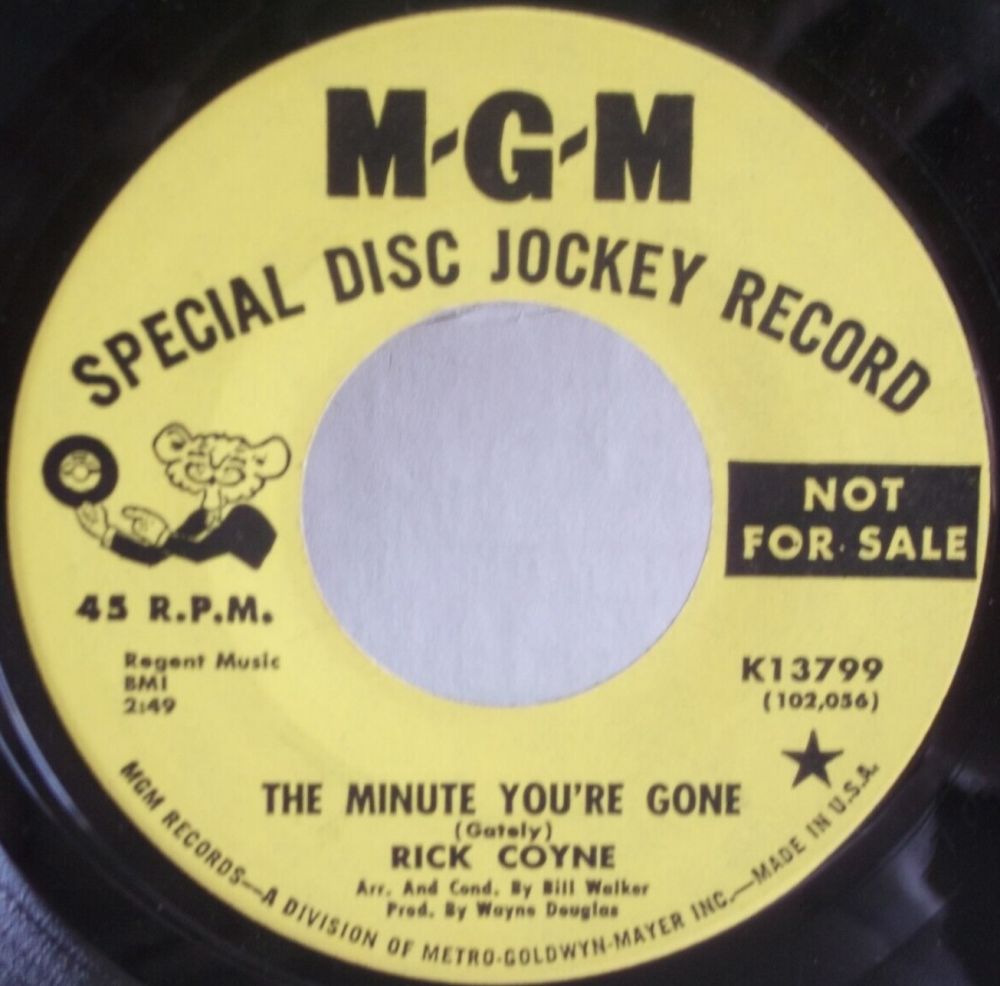 M-G-M
SPECIAL DISC JOCKEY RECORD
NOT
FOR SALE
45 R.P.M.
Regent Music
BMI
2:49
K13799
(102,056)
THE MINUTE YOU'RE GONE
(Gately)
RICK COYNE
Arr. And Cond. By Bill Walker
Prod. By Wayne Douglas
MGM RECORDS—A DIVISION OF METRO-GOLDWYN-MAYER INC.—MADE IN U.S.A.